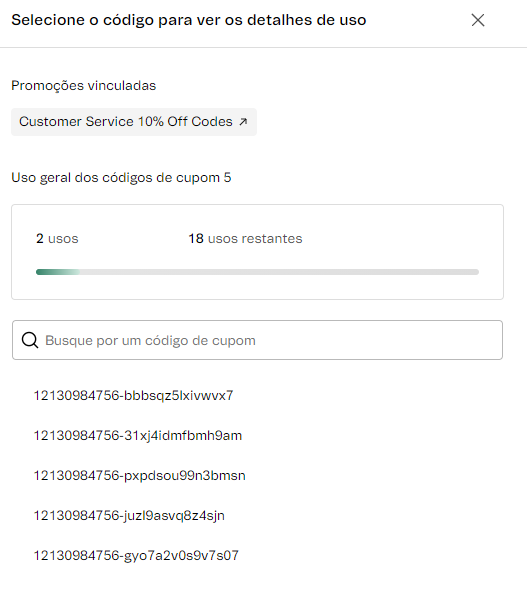 Selecione o código para ver os detalhes de uso
Promoções vinculadas
Customer Service 10% Off Codes ↗
Uso geral dos códigos de cupom 5
2 usos 18 usos restantes
Busque por um código de cupom
12130984756-bbbsqz5lxivwvx7
12130984756-31xj4idmfbmh9am
12130984756-pxpdsou99n3bmsn
12130984756-juzl9asvq8z4sjn
12130984756-gyo7a2v0s9v7s07